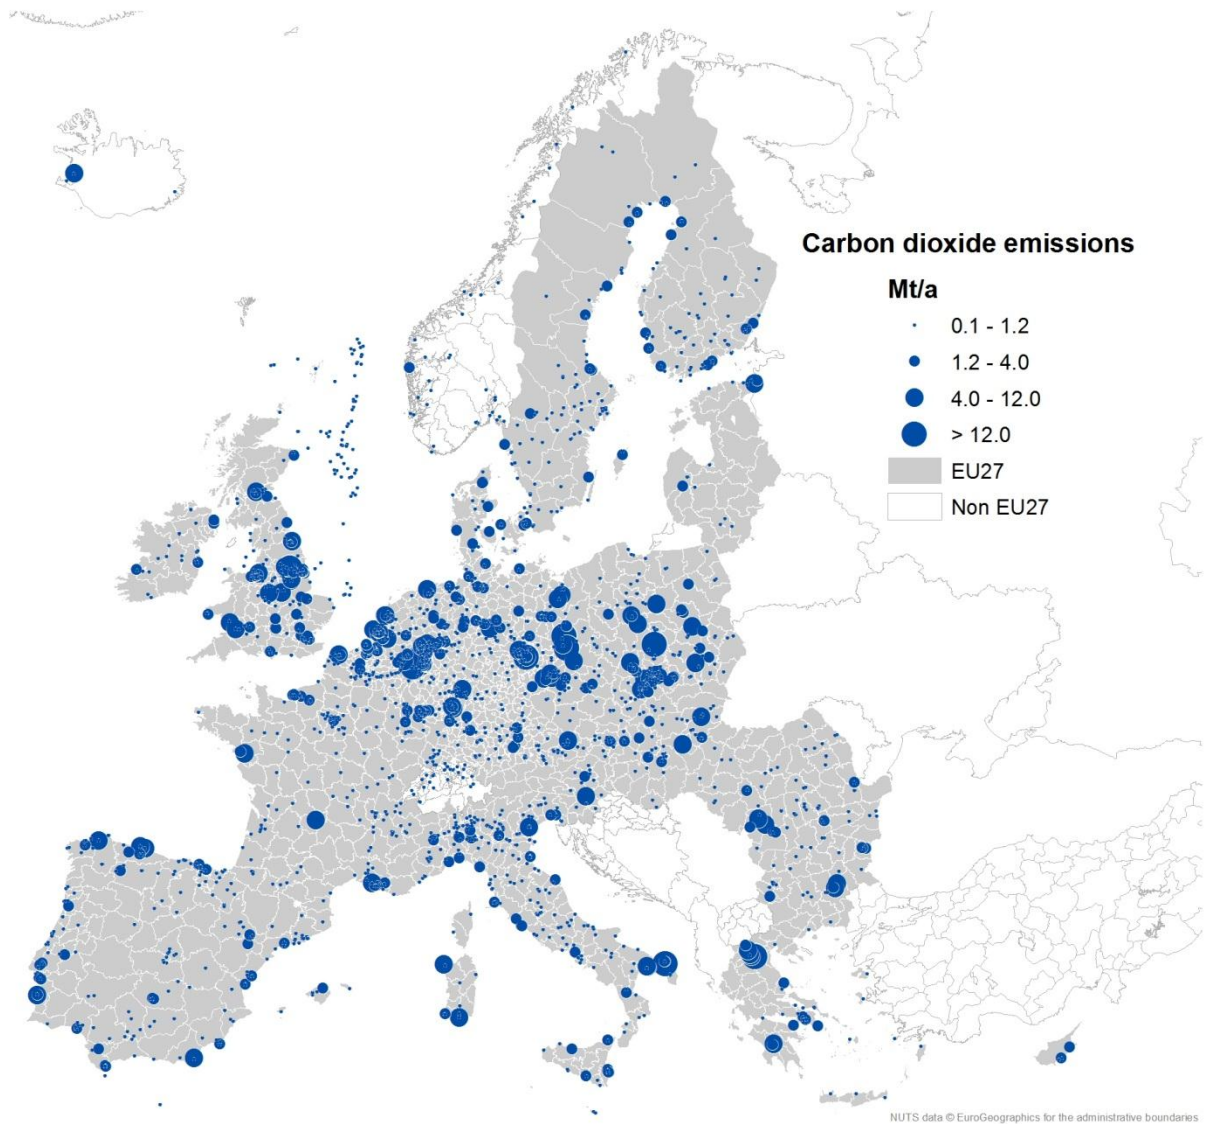 Carbon dioxide emissions
Mt/a
0.1 - 1.2
1.2 - 4.0
4.0 - 12.0
> 12.0
EU27
Non EU27
NUTS data © EuroGeographics for the administrative boundaries